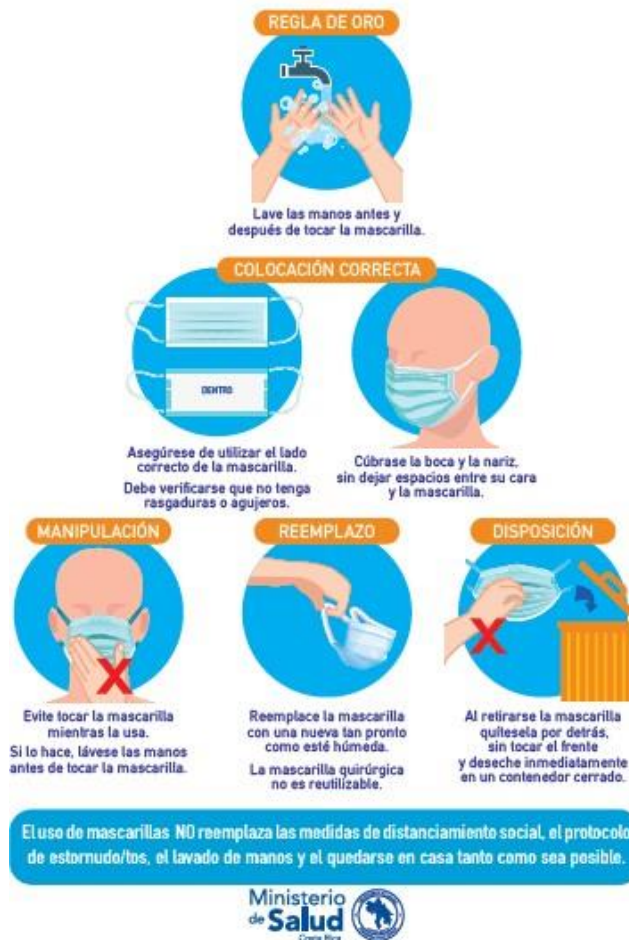 REGLA DE ORO
Lave las manos antes y
después de tocar la mascarilla.
COLOCACIÓN CORRECTA
DENTRO
Asegúrese de utilizar el lado
correcto de la mascarilla.
Debe verificarse que no tenga
rasgaduras o agujeros.
Cúbrase la boca y la nariz,
sin dejar espacios entre su cara
y la mascarilla.
MANIPULACIÓN
Evite tocar la mascarilla
mientras la usa.
Si lo hace, lávese las manos
antes de tocar la mascarilla.
REEMPLAZO
Reemplace la mascarilla
con una nueva tan pronto
como esté húmeda.
La mascarilla quirúrgica
no es reutilizable.
DISPOSICIÓN
Al retirarse la mascarilla
quítesela por detrás,
sin tocar el frente
y deseche inmediatamente
en un contenedor cerrado.
El uso de mascarillas NO reemplaza las medidas de distanciamiento social, el protocolo
de estornudo/tos, el lavado de manos y el quedarse en casa tanto como sea posible.
Ministerio
de Salud
Costa Rica